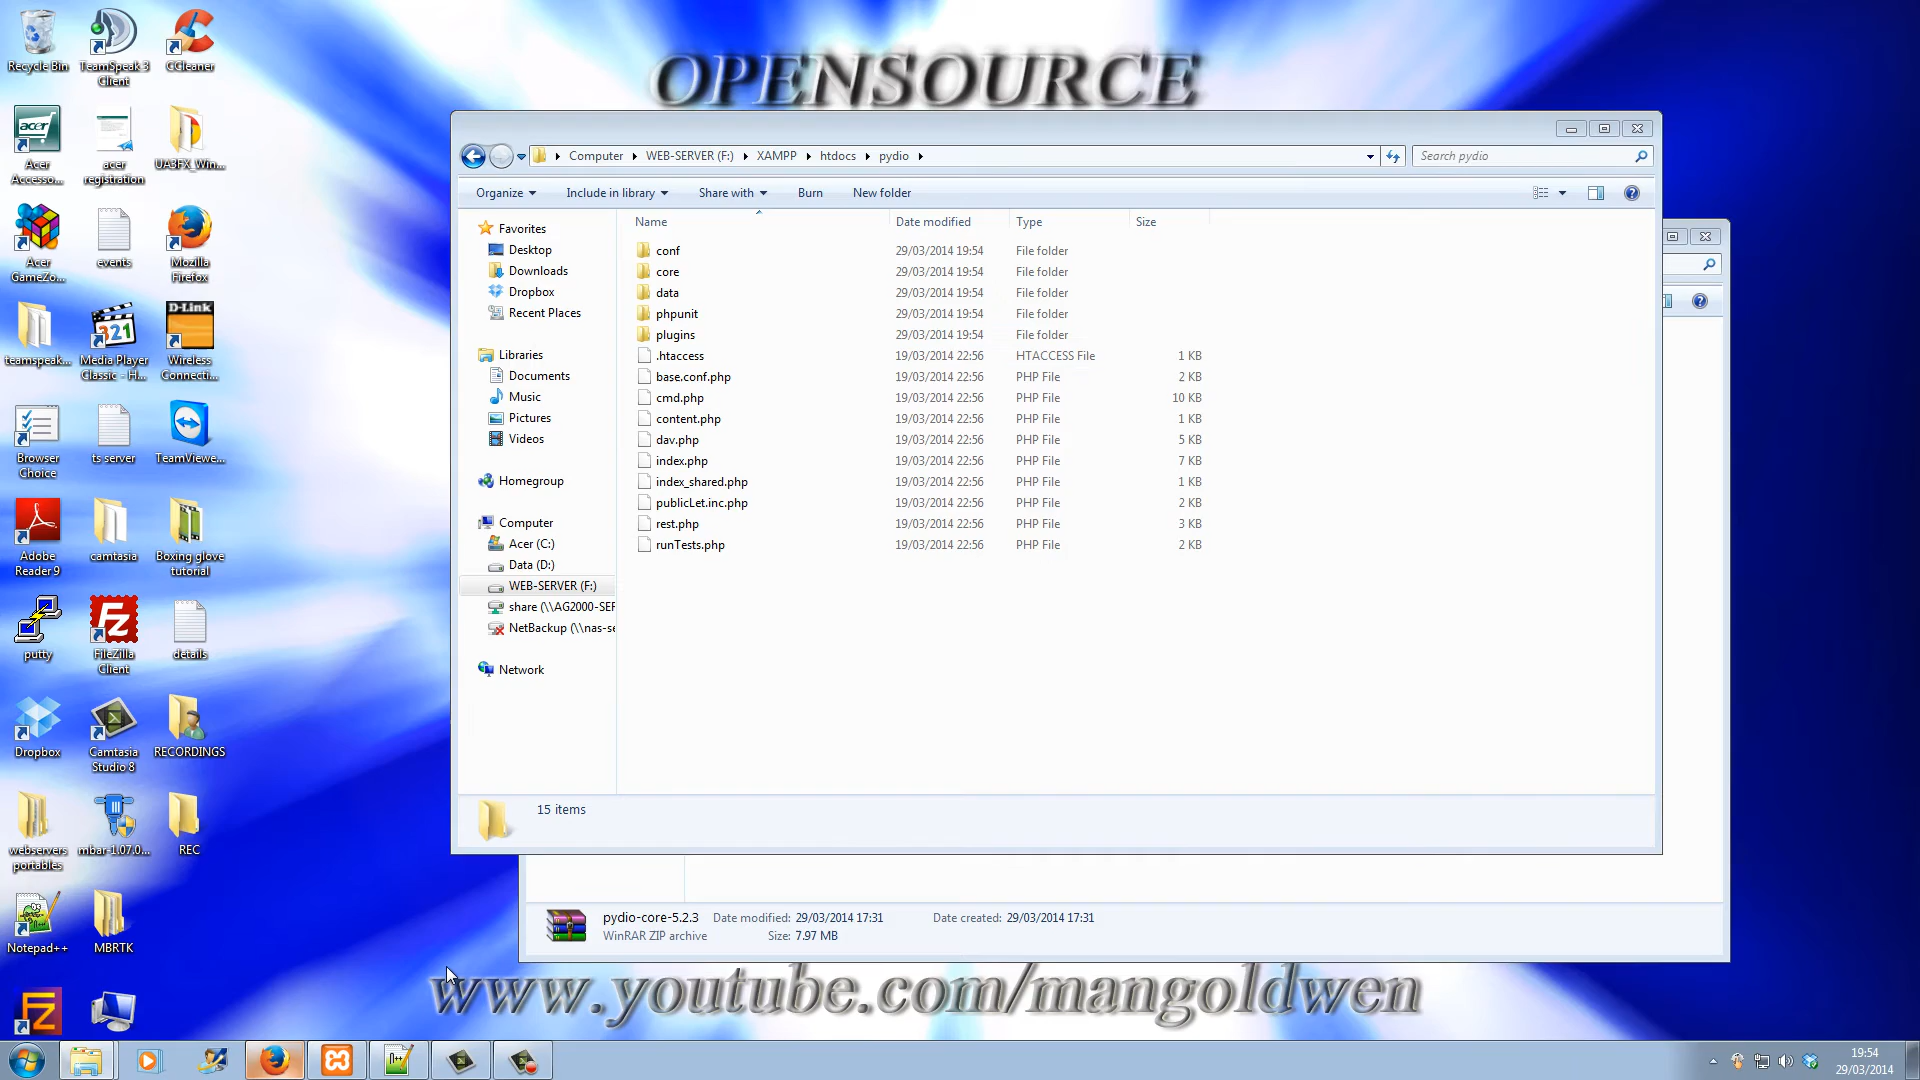 OPENSOURCE
Recycle Bin
TeamSpeak 3 Client
CCleaner
Acer Accesso...
acer registration
UA3FX_Win...
Acer GameZo...
events
Mozilla Firefox
teamspeak...
Media Player Classic - H...
D-Link
Wireless Connecti...
Browser Choice
ts server
TeamViewe...
Adobe Reader 9
camtasia
Boxing glove tutorial
putty
FileZilla Client
details
Dropbox
Camtasia Studio 8
RECORDINGS
webservers portables
mbar-1.07.0...
REC
Notepad++
MBRTK
Computer
WEB-SERVER (F:)
XAMPP
htdocs
pydio
Search pydio
Organize
Include in library
Share with
Burn
New folder
Favorites
Desktop
Downloads
Dropbox
Recent Places
Libraries
Documents
Music
Pictures
Videos
Homegroup
Computer
Acer (C:)
Data (D:)
WEB-SERVER (F:)
share (\\AG2000-SER
NetBackup (\\nas-se
Network
Name Date modified Type Size
conf 29/03/2014 19:54 File folder
core 29/03/2014 19:54 File folder
data 29/03/2014 19:54 File folder
phpunit 29/03/2014 19:54 File folder
plugins 29/03/2014 19:54 File folder
.htaccess 19/03/2014 22:56 HTACCESS File 1 KB
base.conf.php 19/03/2014 22:56 PHP File 2 KB
cmd.php 19/03/2014 22:56 PHP File 10 KB
content.php 19/03/2014 22:56 PHP File 1 KB
dav.php 19/03/2014 22:56 PHP File 5 KB
index.php 19/03/2014 22:56 PHP File 7 KB
index_shared.php 19/03/2014 22:56 PHP File 1 KB
publicLet.inc.php 19/03/2014 22:56 PHP File 2 KB
rest.php 19/03/2014 22:56 PHP File 3 KB
runTests.php 19/03/2014 22:56 PHP File 2 KB
15 items
pydio-core-5.2.3 Date modified: 29/03/2014 17:31 Date created: 29/03/2014 17:31
WinRAR ZIP archive Size: 7.97 MB
www.youtube.com/mangoldwen
19:54
29/03/2014